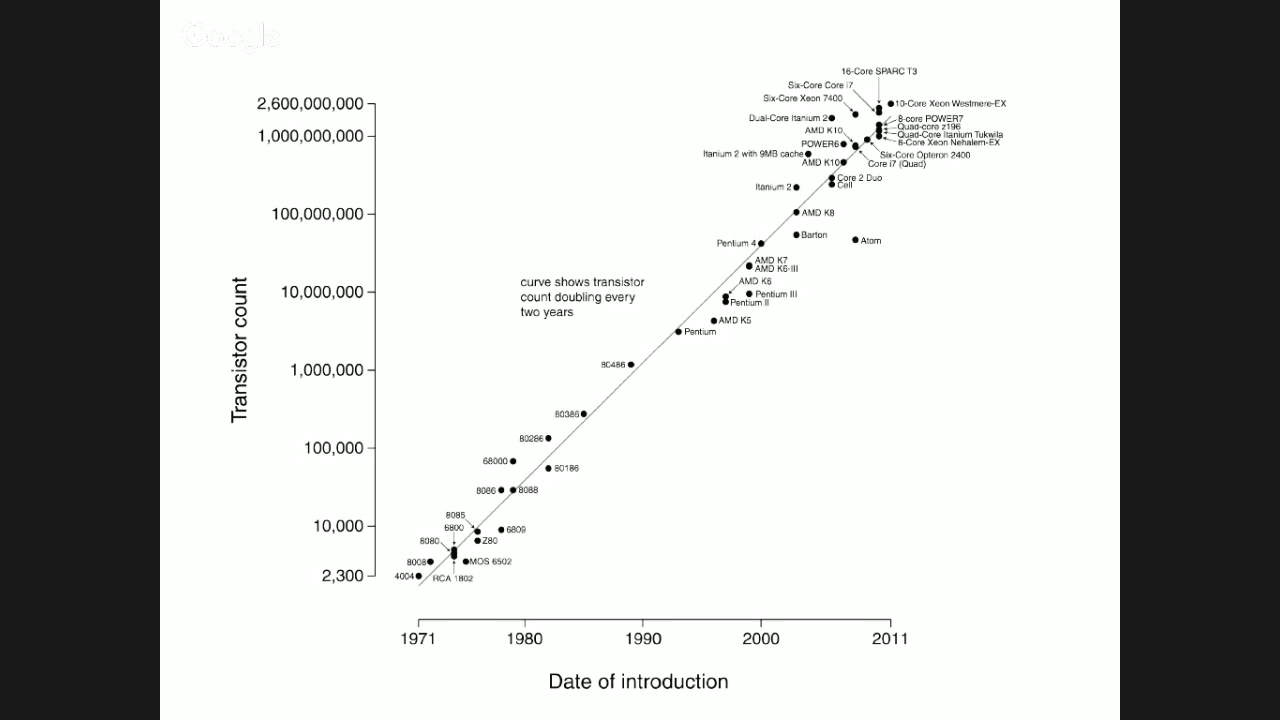 Google
16-Core SPARC T3
Six-Core Core i7
Six-Core Xeon 7400
2,600,000,000
10-Core Xeon Westmere-EX
Dual-Core Itanium 2
8-core POWER7
Quad-core z196
AMD K10
1,000,000,000
Quad-Core Itanium Tukwila
POWER6
8-Core Xeon Nehalem-EX
Itanium 2 with 9MB cache
Six-Core Opteron 2400
AMD K10
Core i7 (Quad)
Core 2 Duo
Itanium 2
Cell
100,000,000
AMD K8
Barton
Pentium 4
Atom
AMD K7
AMD K6-III
curve shows transistor
count doubling every
two years
AMD K6
10,000,000
Pentium III
Pentium II
AMD K5
Pentium
Transistor count
80486
1,000,000
80386
80286
100,000
68000
80186
8086
8088
8085
10,000
6800
6809
8080
Z80
8008
MOS 6502
2,300
4004
RCA 1802
1971
1980
1990
2000
2011
Date of introduction